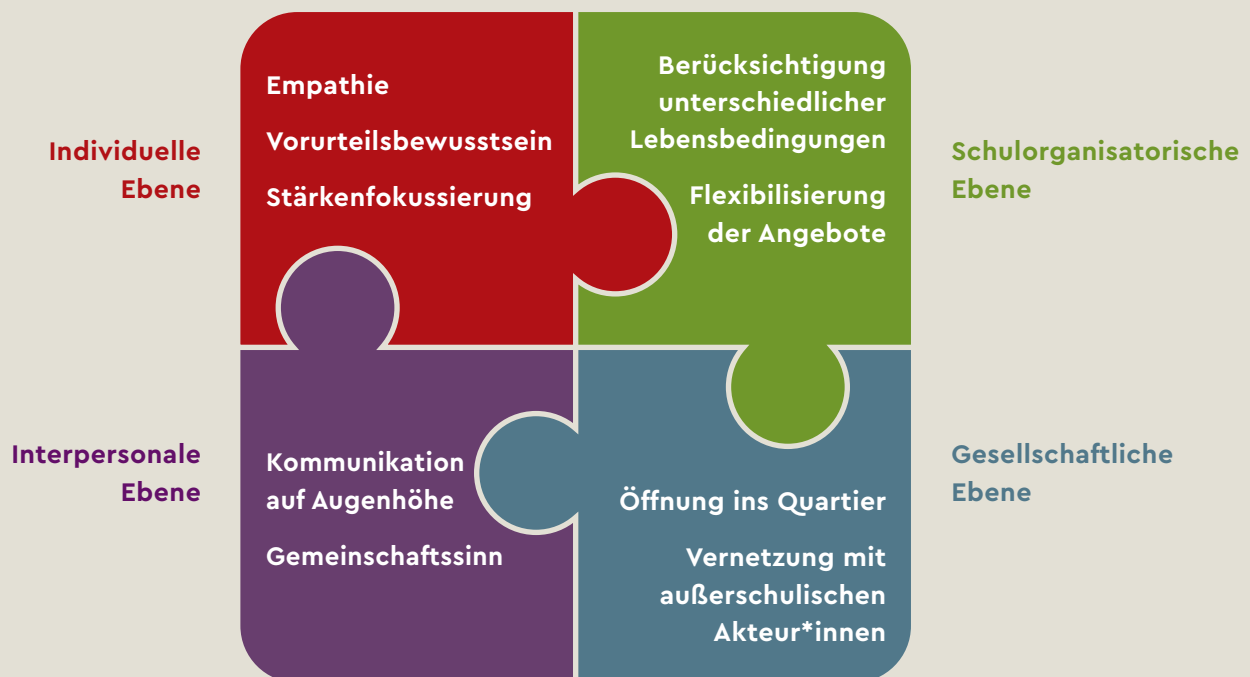 Individuelle
Ebene
Empathie
Vorurteilsbewusstsein
Stärkenfokussierung
Berücksichtigung
unterschiedlicher
Lebensbedingungen
Flexibilisierung
der Angebote
Schulorganisatorische
Ebene
Interpersonale
Ebene
Kommunikation
auf Augenhöhe
Gemeinschaftssinn
Öffnung ins Quartier
Vernetzung mit
außerschulischen
Akteur*innen
Gesellschaftliche
Ebene